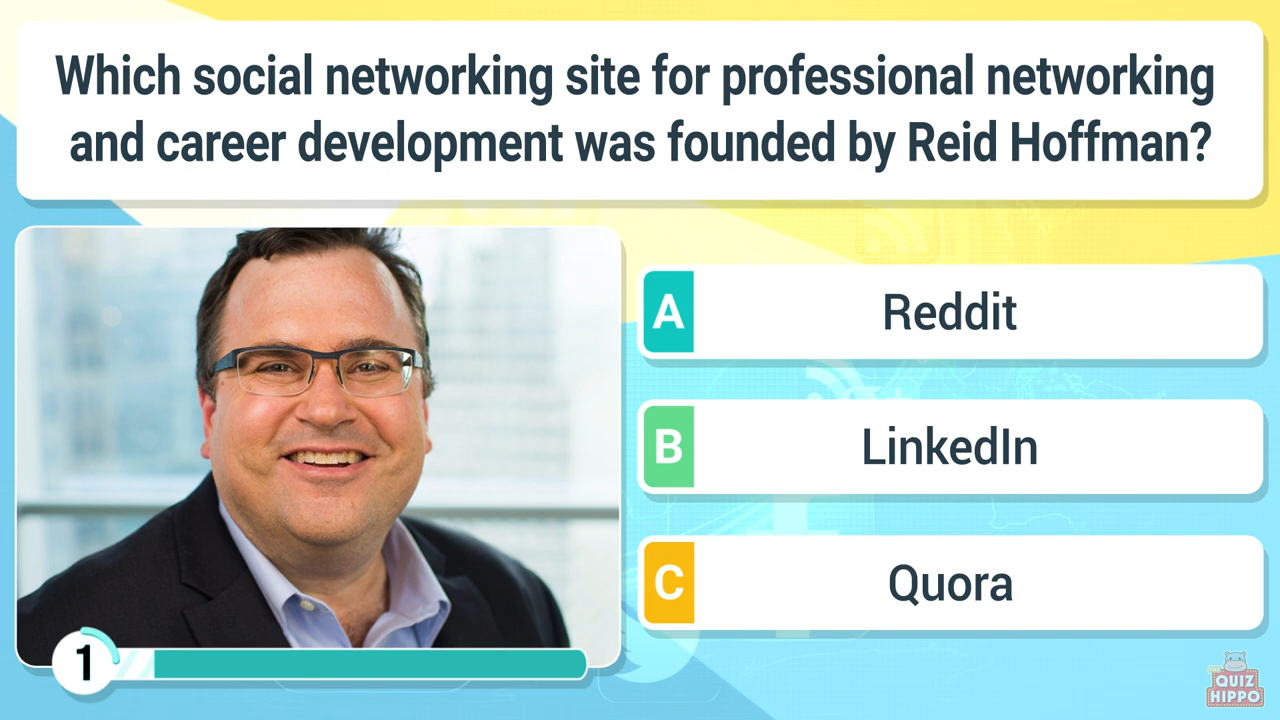 Which social networking site for professional networking
and career development was founded by Reid Hoffman?
A Reddit
B LinkedIn
C Quora
1
THE
QUIZ
HIPPO